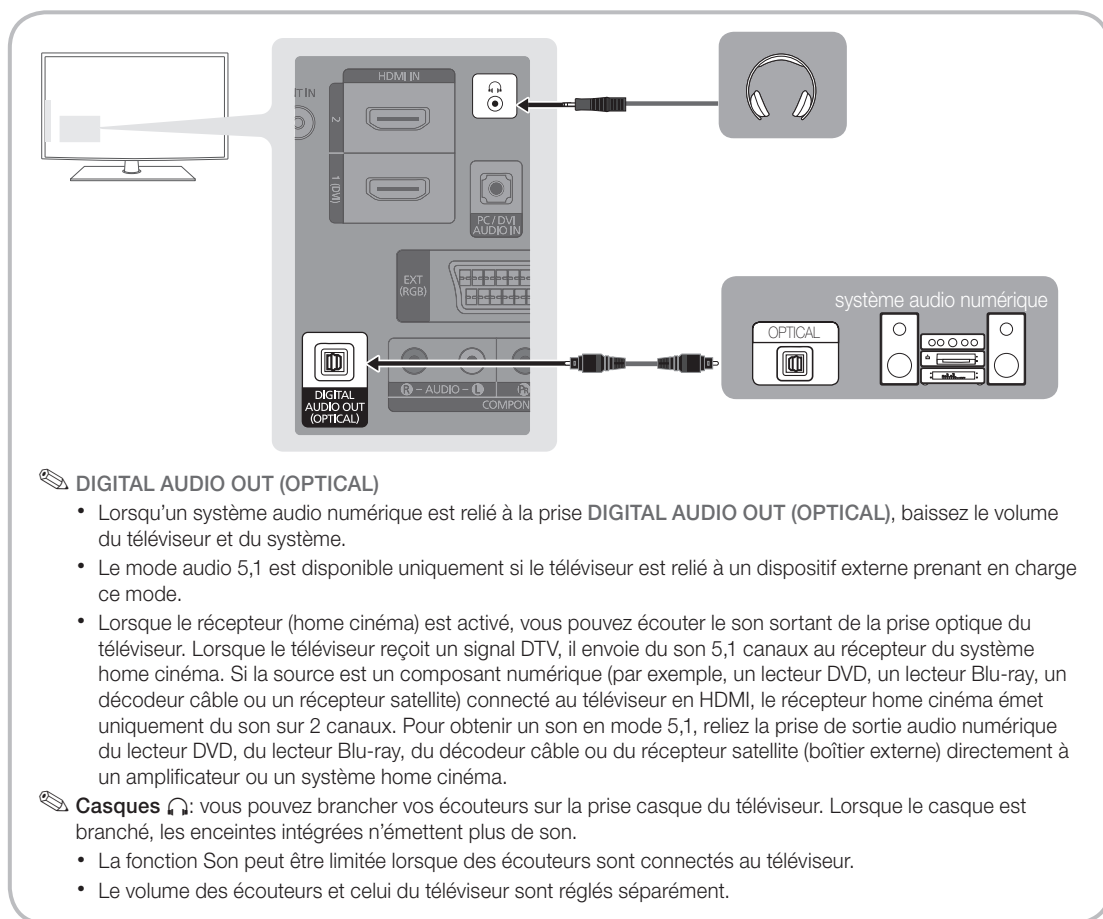 HDMI IN
T IN
2
1 (DVI)
PC / DVI
AUDIO IN
EXT
(RGB)
système audio numérique
OPTICAL
R – AUDIO – L
PR
COMPON
DIGITAL
AUDIO OUT
(OPTICAL)
DIGITAL AUDIO OUT (OPTICAL)
• Lorsqu’un système audio numérique est relié à la prise DIGITAL AUDIO OUT (OPTICAL), baissez le volume
du téléviseur et du système.
• Le mode audio 5,1 est disponible uniquement si le téléviseur est relié à un dispositif externe prenant en charge
ce mode.
• Lorsque le récepteur (home cinéma) est activé, vous pouvez écouter le son sortant de la prise optique du
téléviseur. Lorsque le téléviseur reçoit un signal DTV, il envoie du son 5,1 canaux au récepteur du système
home cinéma. Si la source est un composant numérique (par exemple, un lecteur DVD, un lecteur Blu-ray, un
décodeur câble ou un récepteur satellite) connecté au téléviseur en HDMI, le récepteur home cinéma émet
uniquement du son sur 2 canaux. Pour obtenir un son en mode 5,1, reliez la prise de sortie audio numérique
du lecteur DVD, du lecteur Blu-ray, du décodeur câble ou du récepteur satellite (boîtier externe) directement à
un amplificateur ou un système home cinéma.
Casques : vous pouvez brancher vos écouteurs sur la prise casque du téléviseur. Lorsque le casque est
branché, les enceintes intégrées n’émettent plus de son.
• La fonction Son peut être limitée lorsque des écouteurs sont connectés au téléviseur.
• Le volume des écouteurs et celui du téléviseur sont réglés séparément.